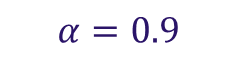 α = 0.9